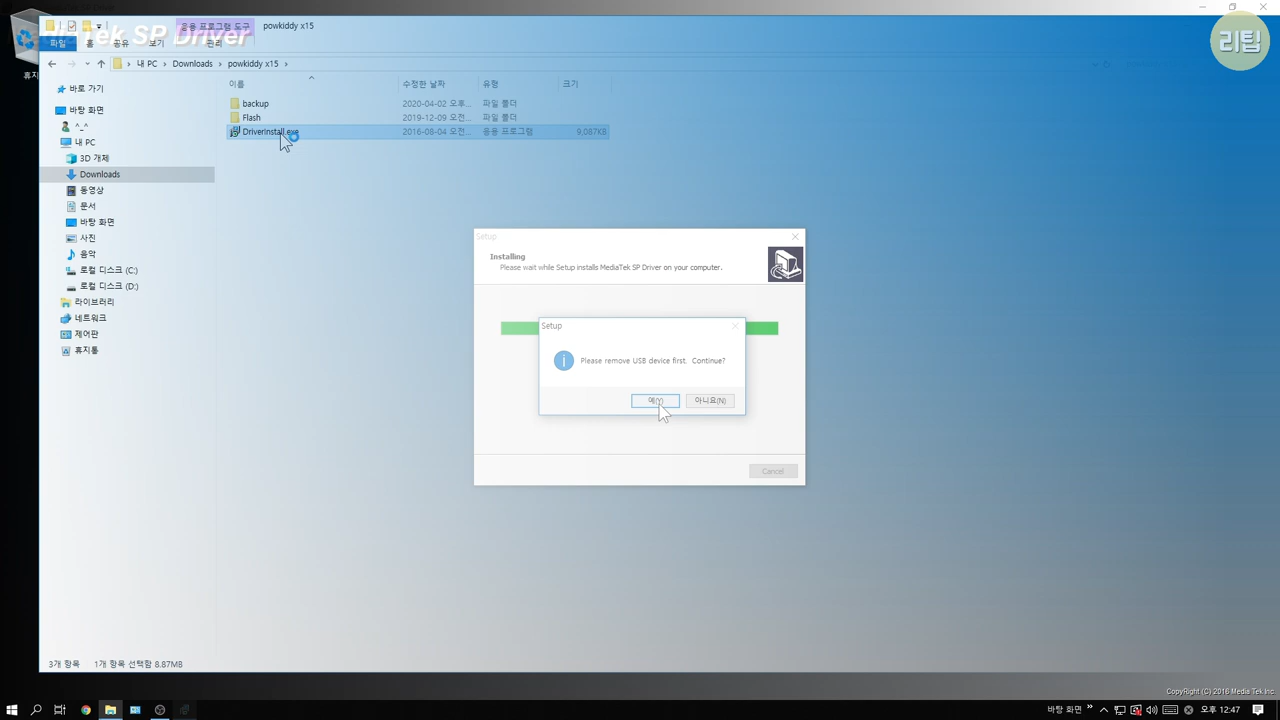 MediaTek SP Driver
응용 프로그램 도구
powkiddy x15
리팁
파일
홈
공유
보기
관리
내 PC
Downloads
powkiddy x15
이름
수정한 날짜
유형
크기
바로 가기
바탕 화면
^_^
내 PC
3D 개체
Downloads
동영상
문서
바탕 화면
사진
음악
로컬 디스크 (C:)
로컬 디스크 (D:)
라이브러리
네트워크
제어판
휴지통
backup
2020-04-02 오후...
파일 폴더
Flash
2019-12-09 오전...
파일 폴더
DriverInstall.exe
2016-08-04 오전...
응용 프로그램
9,087KB
Setup
Installing
Please wait while Setup installs MediaTek SP Driver on your computer.
Setup
Please remove USB device first. Continue?
예(Y)
아니요(N)
Cancel
3개 항목
1개 항목 선택함 8.87MB
CopyRight (C) 2016 Media Tek.Inc
바탕 화면
오후 12:47